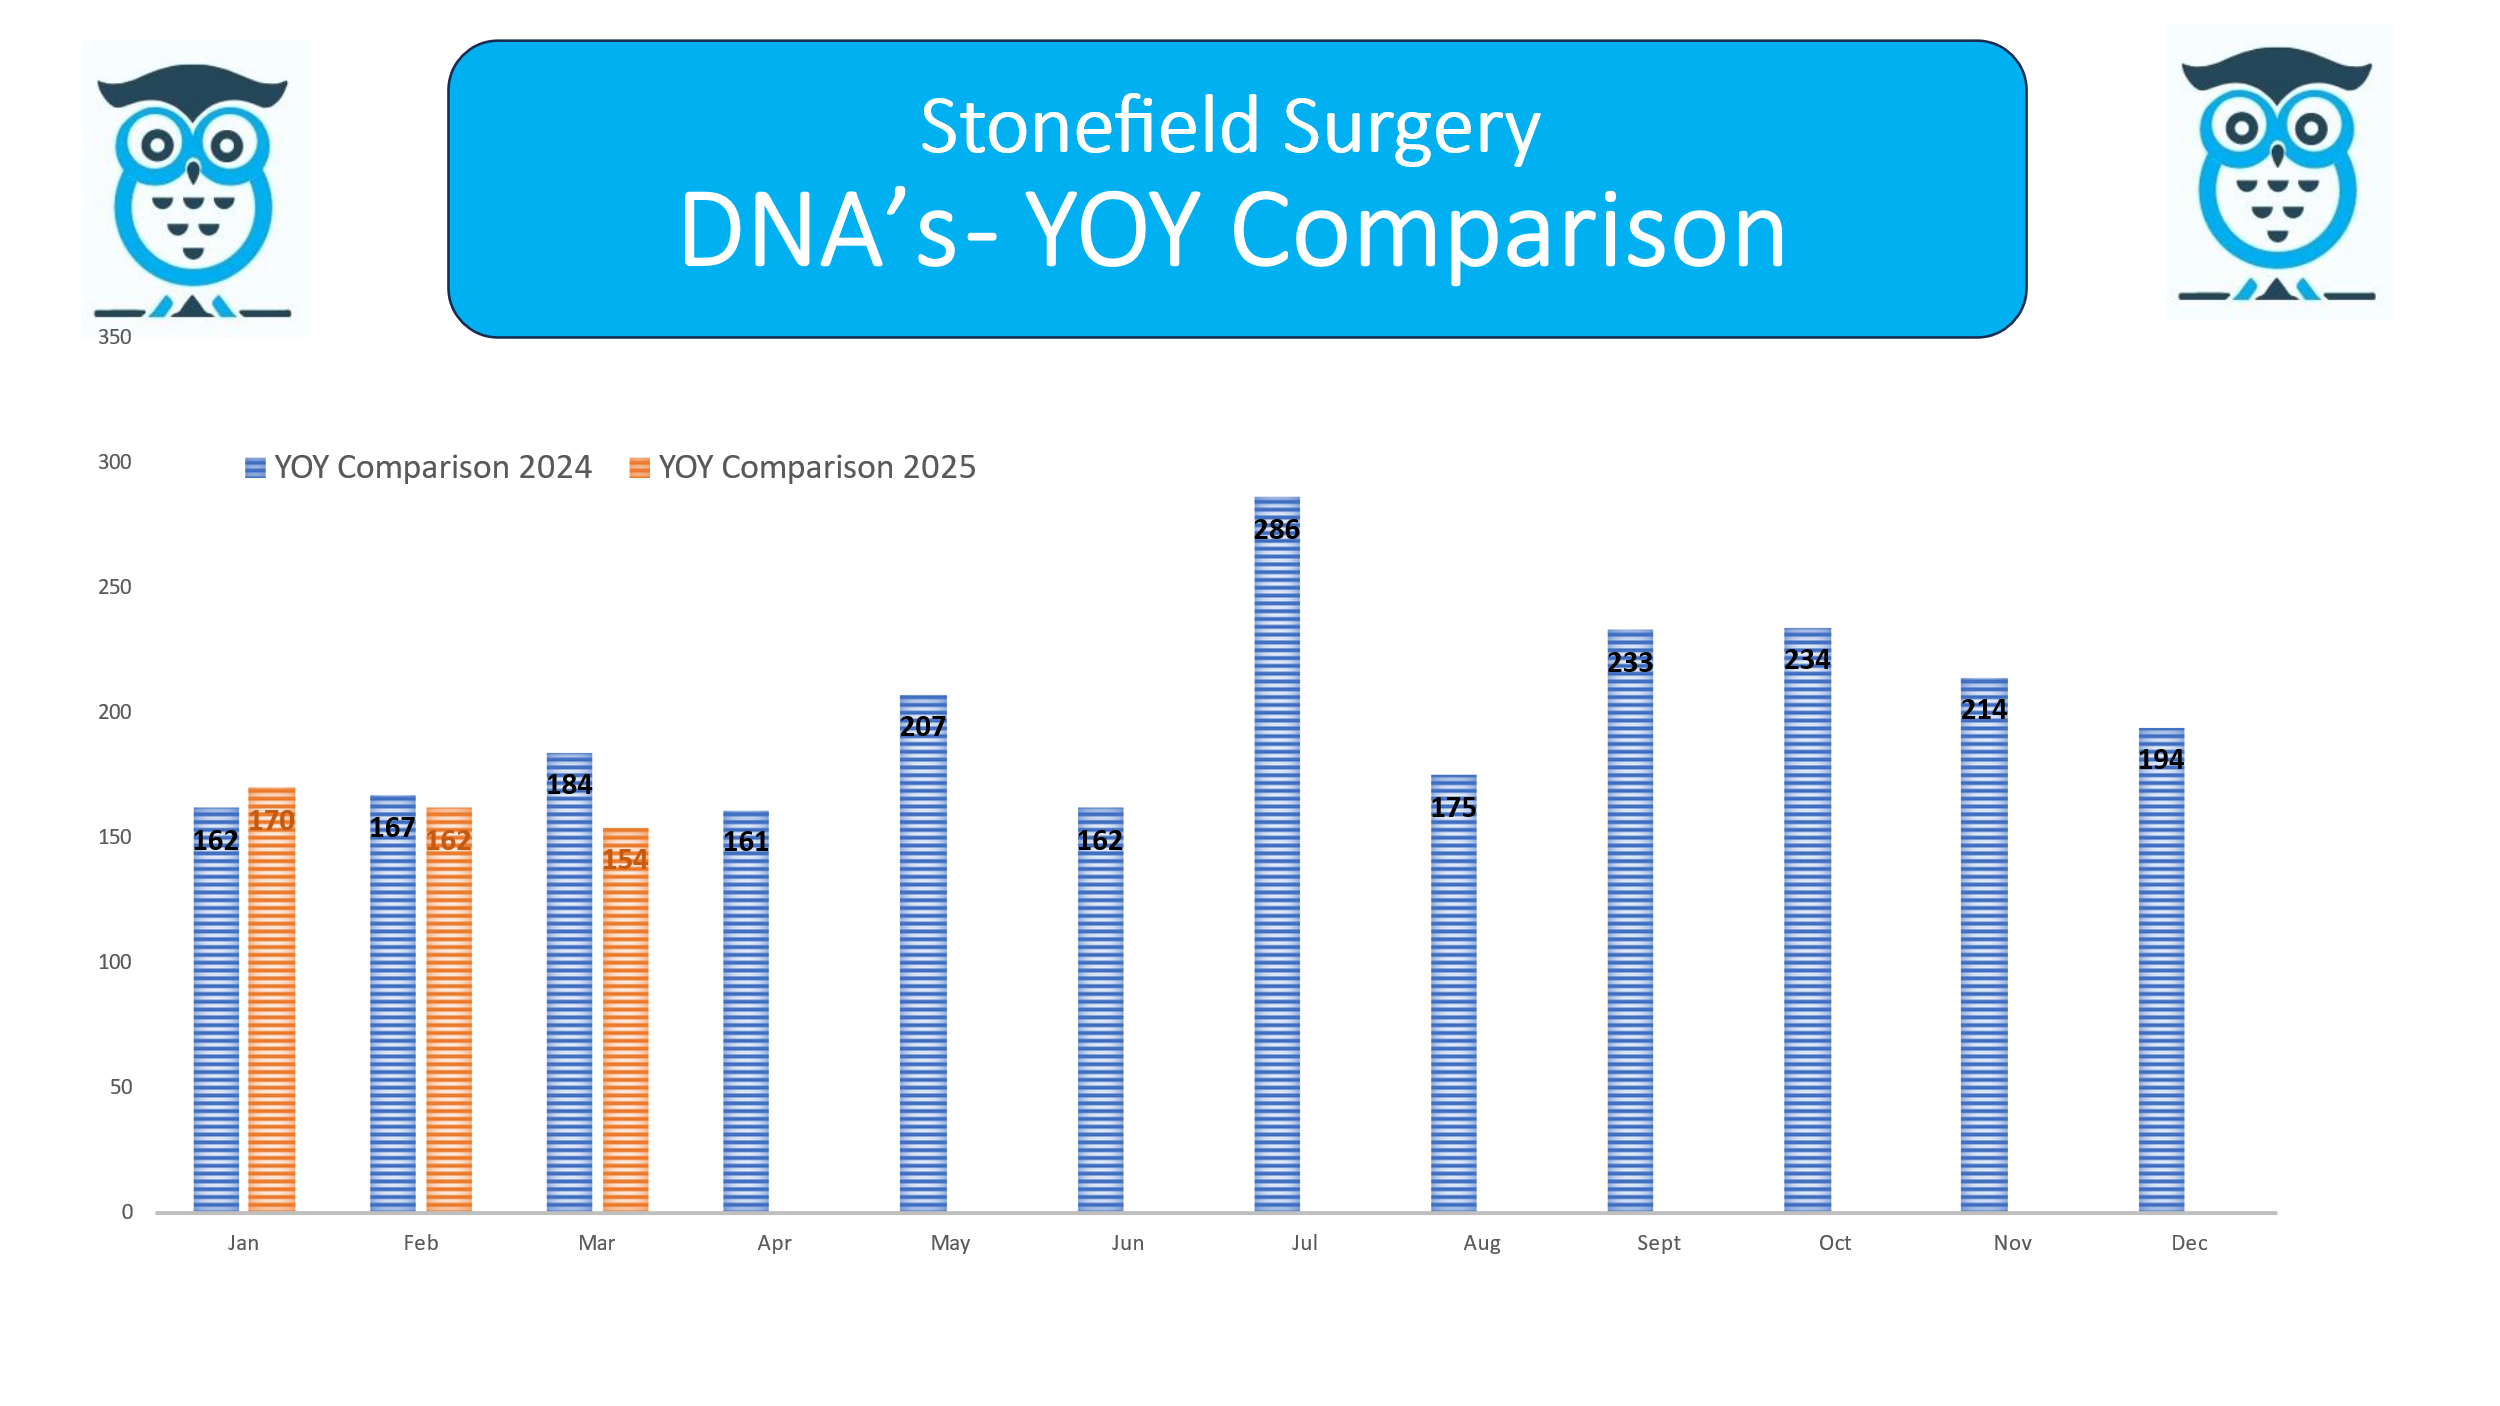 Stonefield Surgery
DNA’s- YOY Comparison
350
300
250
200
150
100
50
0
YOY Comparison 2024 YOY Comparison 2025
162 170 167 162 184 154 161 207 162 286 175 233 234 214 194
Jan Feb Mar Apr May Jun Jul Aug Sept Oct Nov Dec